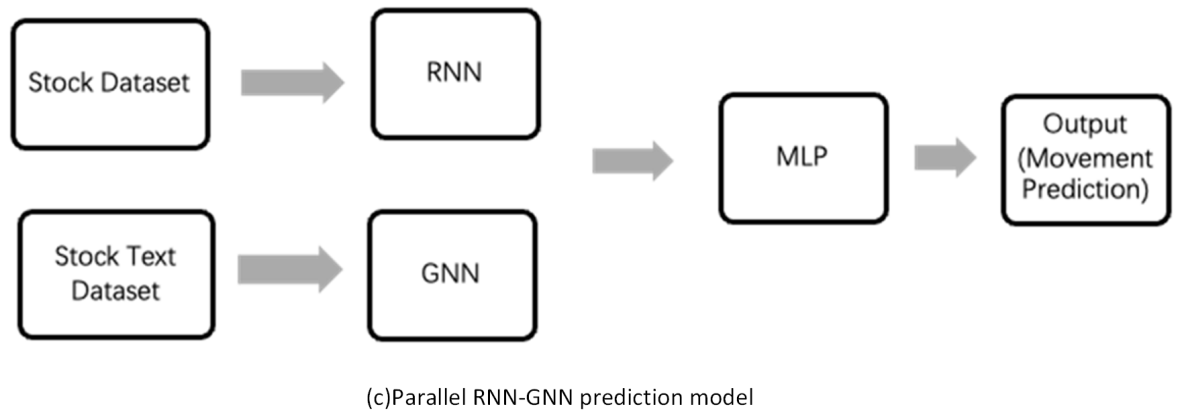 Stock Dataset
RNN
Stock Text
Dataset
GNN
MLP
Output
(Movement
Prediction)
(c)Parallel RNN-GNN prediction model